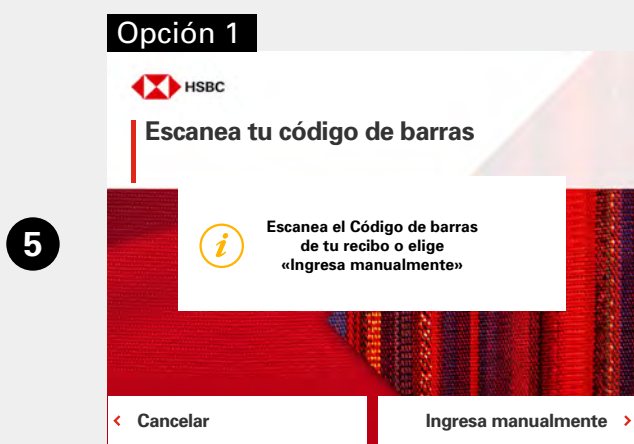 Opción 1
HSBC
Escanea tu código de barras
5
i
Escanea el Código de barras
de tu recibo o elige
«Ingresa manualmente»
< Cancelar
Ingresa manualmente >